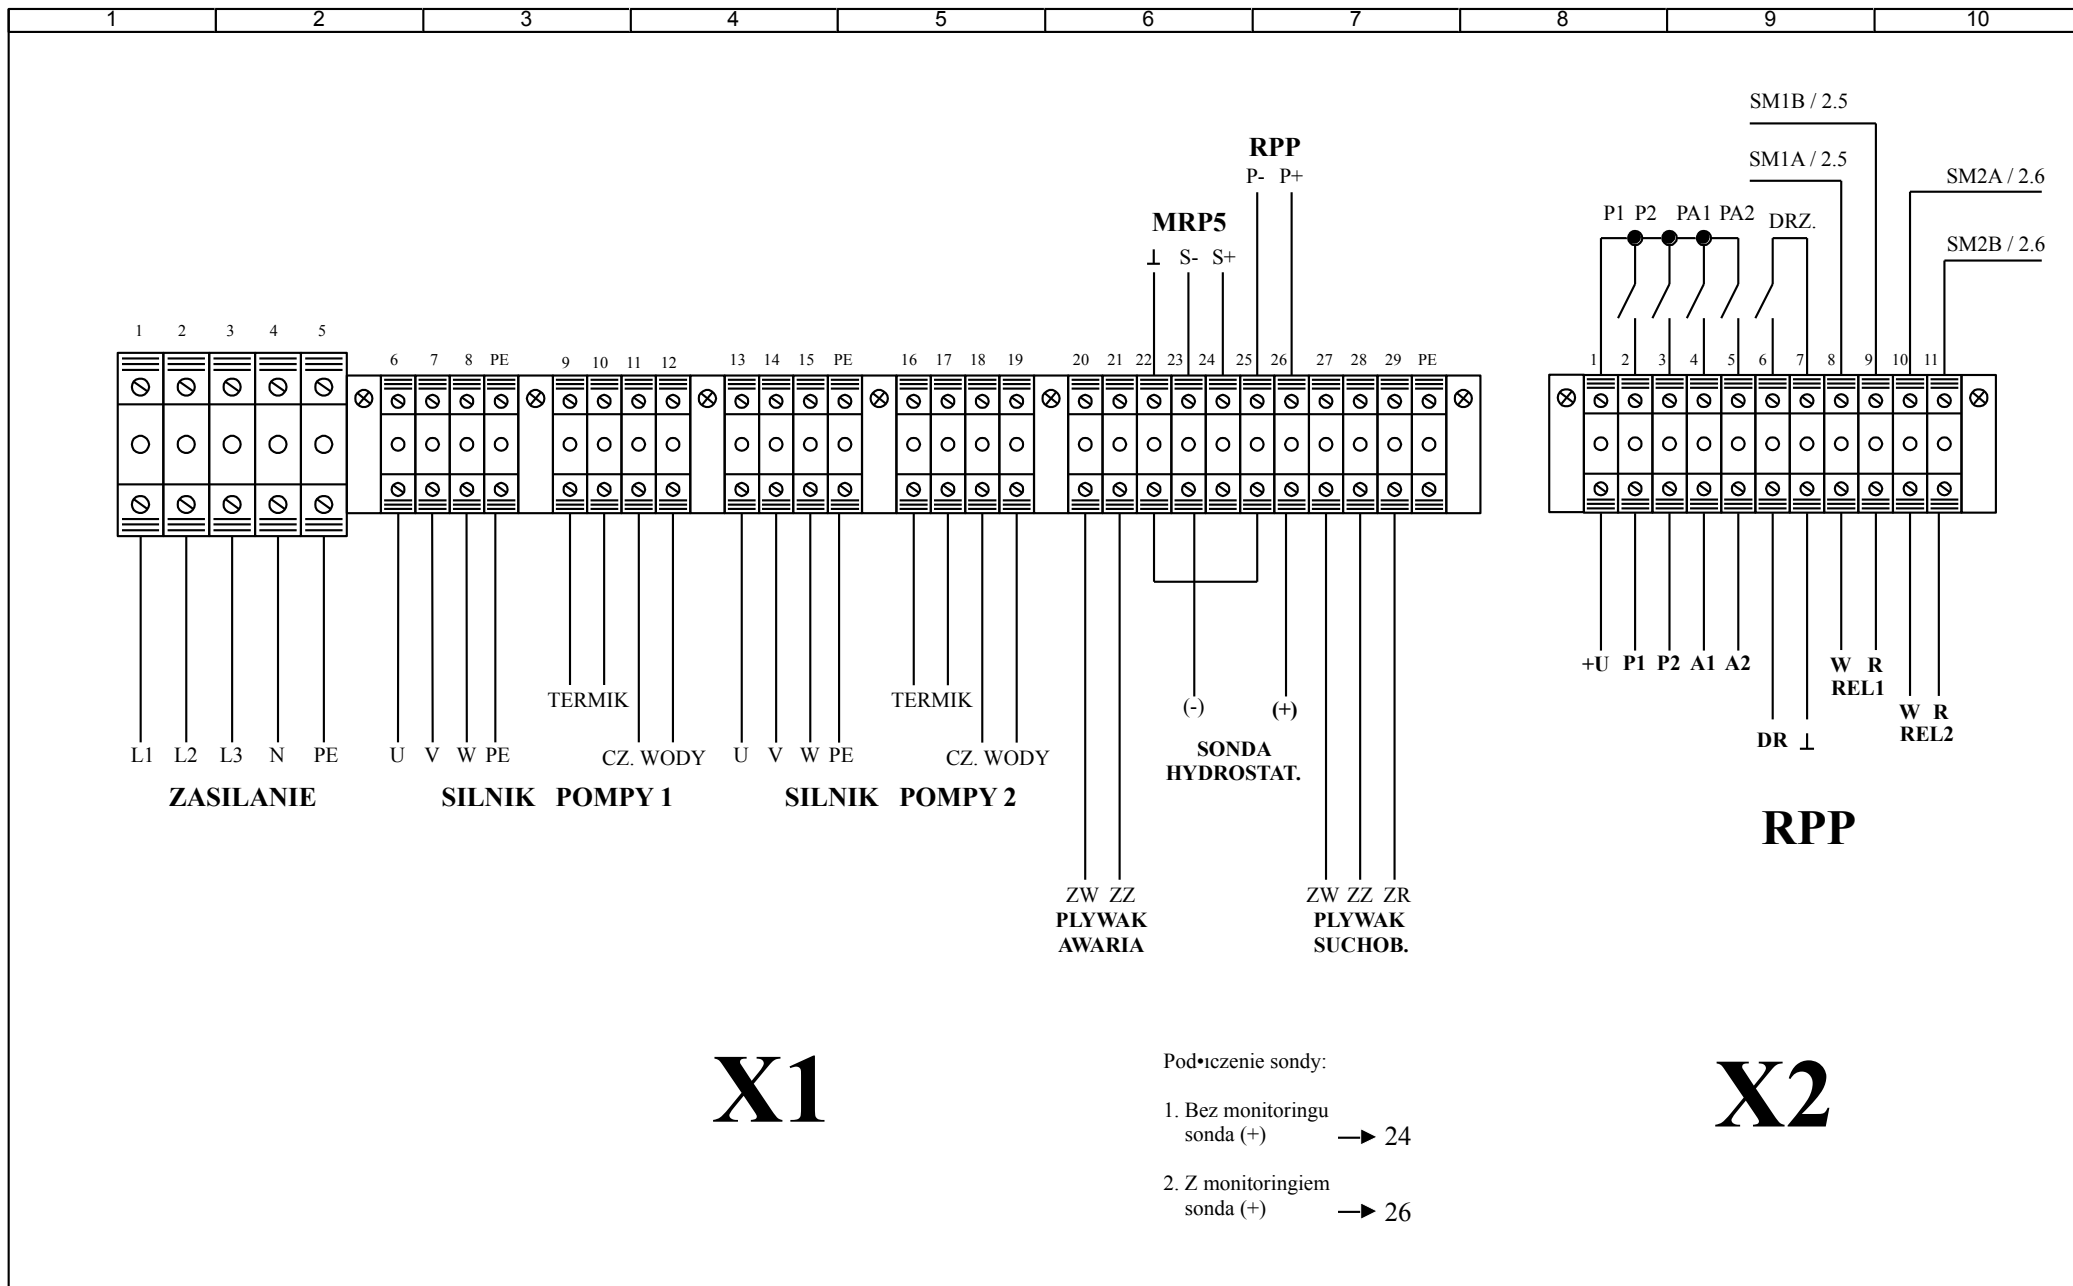 1 2 3 4 5 6 7 8 9 10
SM1B / 2.5
RPP
SM1A / 2.5
P- P+
SM2A / 2.6
MRP5
P1 P2 PA1 PA2 DRZ.
⊥ S- S+
SM2B / 2.6
1 2 3 4 5
6 7 8 PE 9 10 11 12 13 14 15 PE 16 17 18 19 20 21 22 23 24 25 26 27 28 29 PE
1 2 3 4 5 6 7 8 9 10 11
+U P1 P2 A1 A2 W R
REL1
TERMIK TERMIK
(-) (+)
W R
REL2
DR ⊥
L1 L2 L3 N PE U V W PE CZ. WODY U V W PE CZ. WODY
SONDA
HYDROSTAT.
ZASILANIE SILNIK POMPY 1 SILNIK POMPY 2
RPP
ZW ZZ ZW ZZ ZR
PLYWAK PLYWAK
AWARIA SUCHOB.
X1
X2
Pod•ıczenie sondy:
1. Bez monitoringu
sonda (+) 24
2. Z monitoringiem
sonda (+) 26